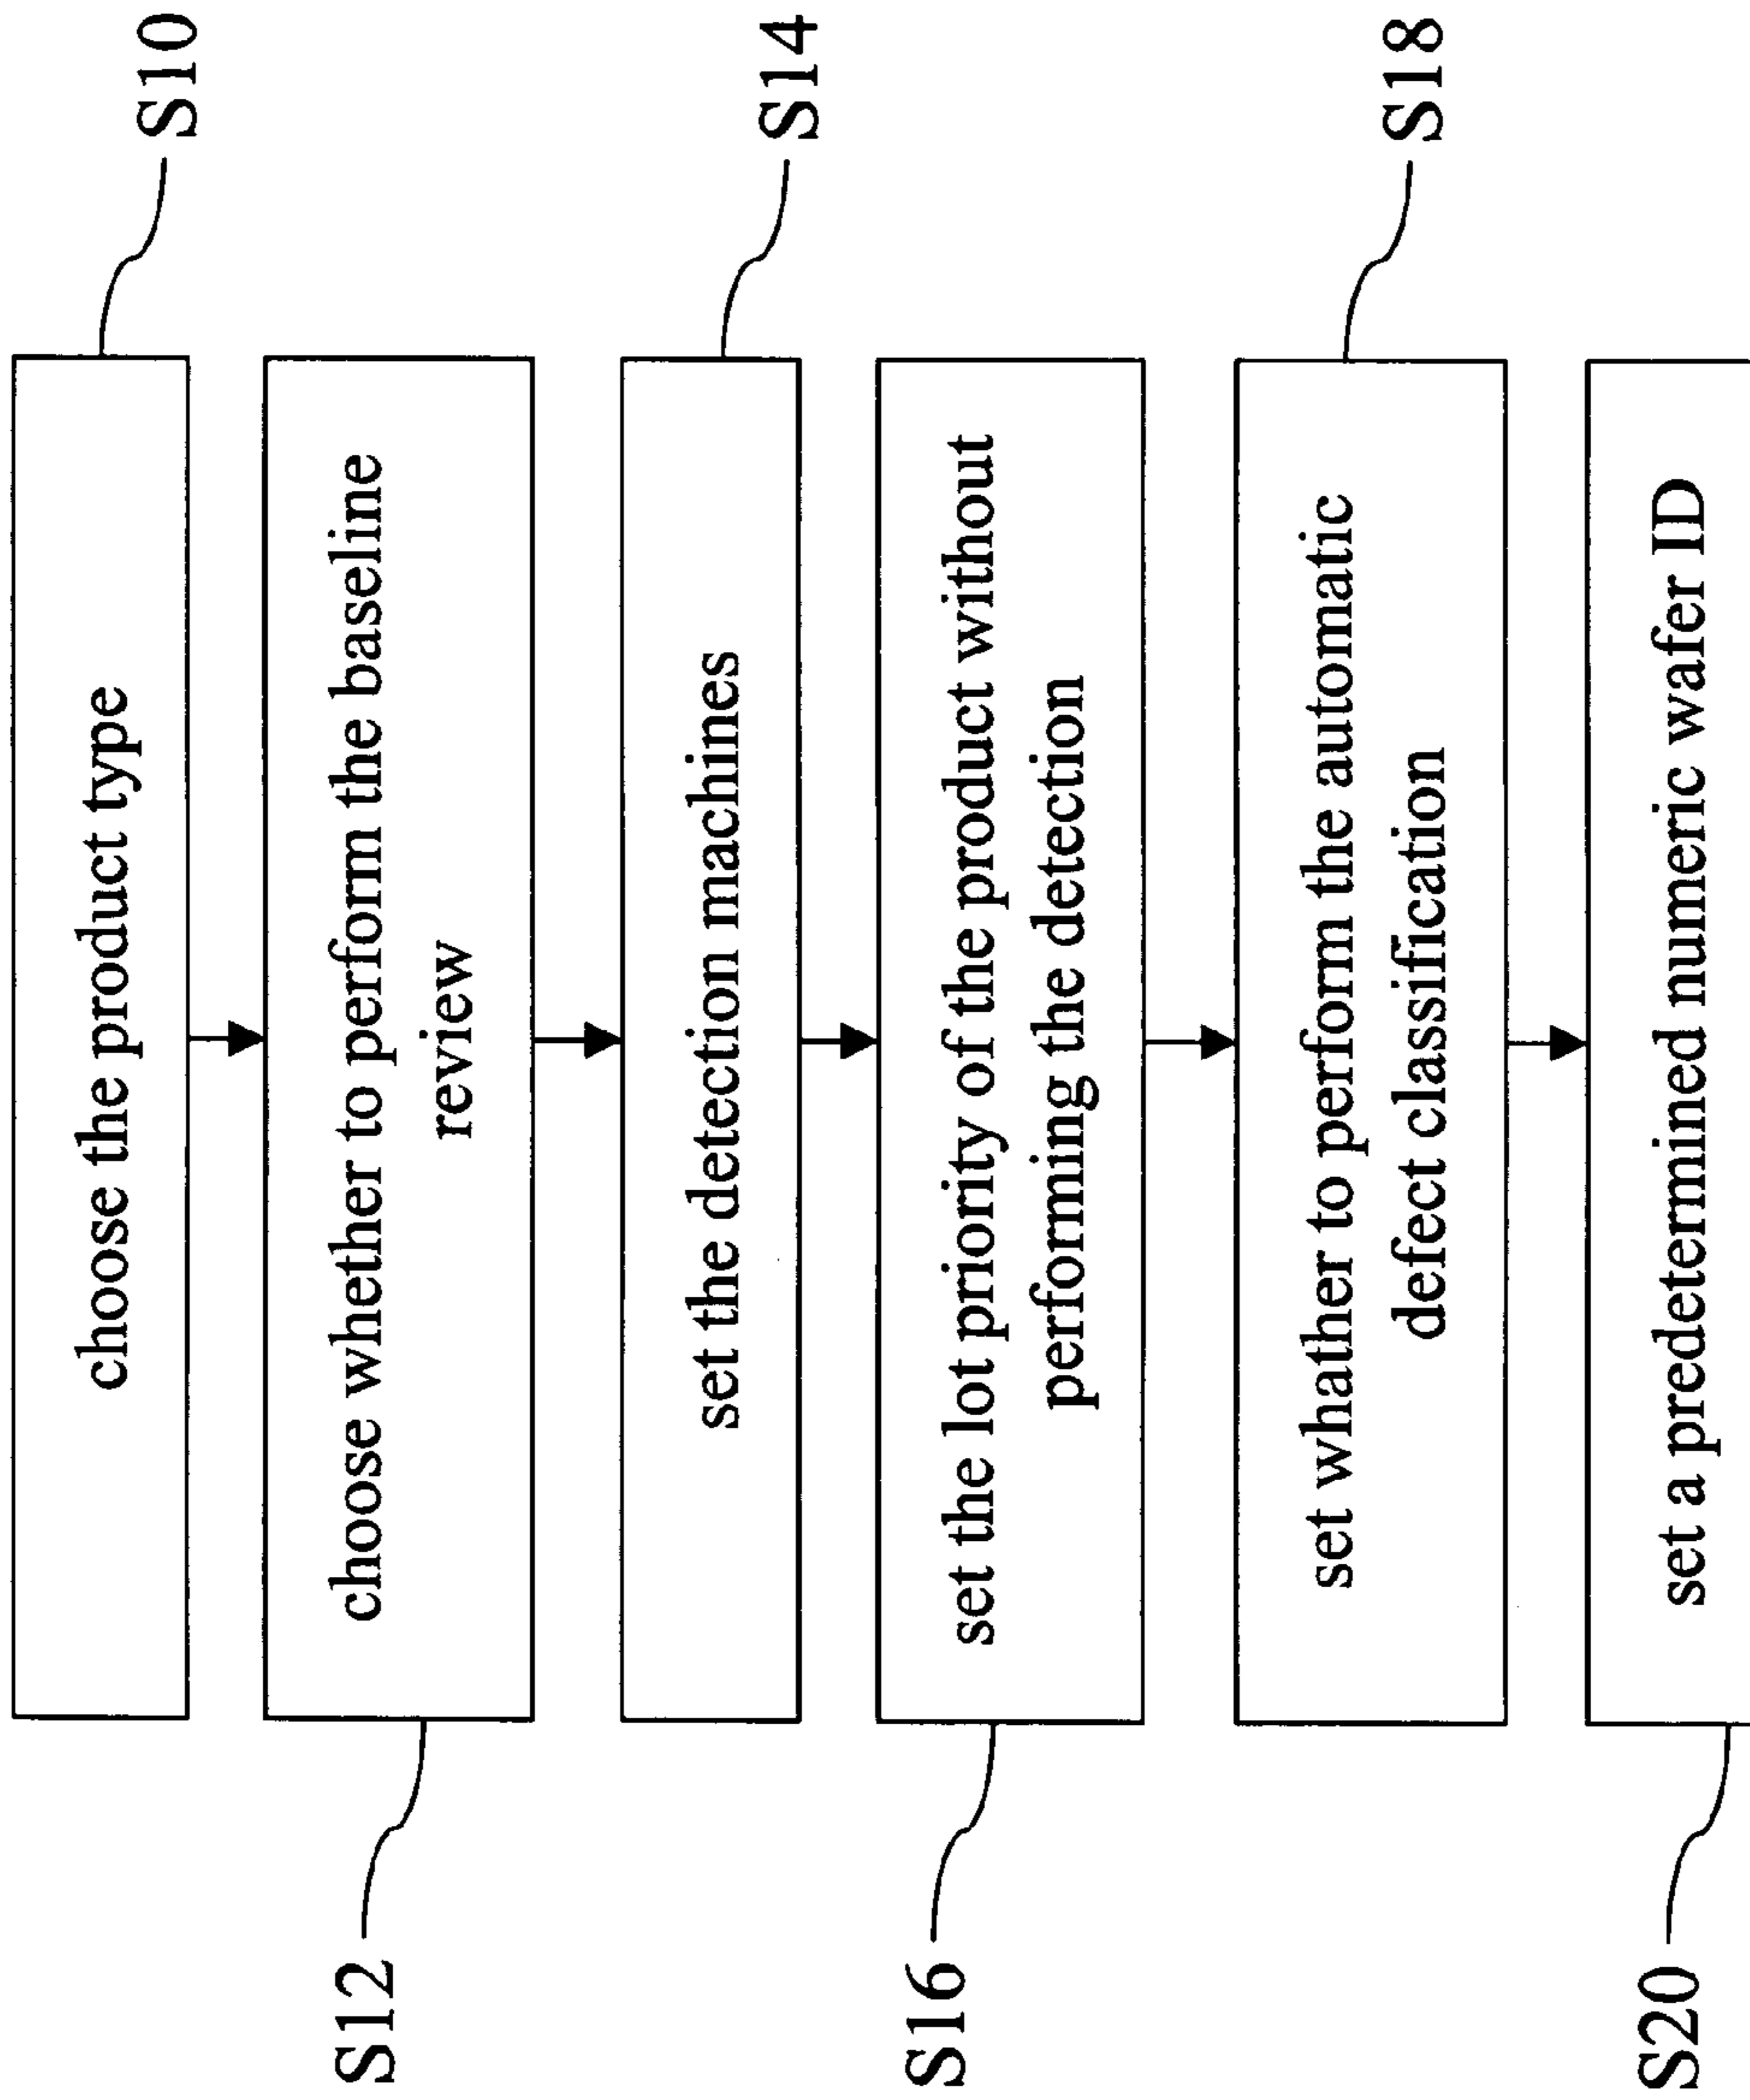 choose the product type
S10
choose whether to perform the baseline
review
S12
set the detection machines
S14
set the lot priority of the product without
performing the detection
S16
set whather to perform the automatic
defect classification
S18
set a predetermined numeric wafer ID
S20